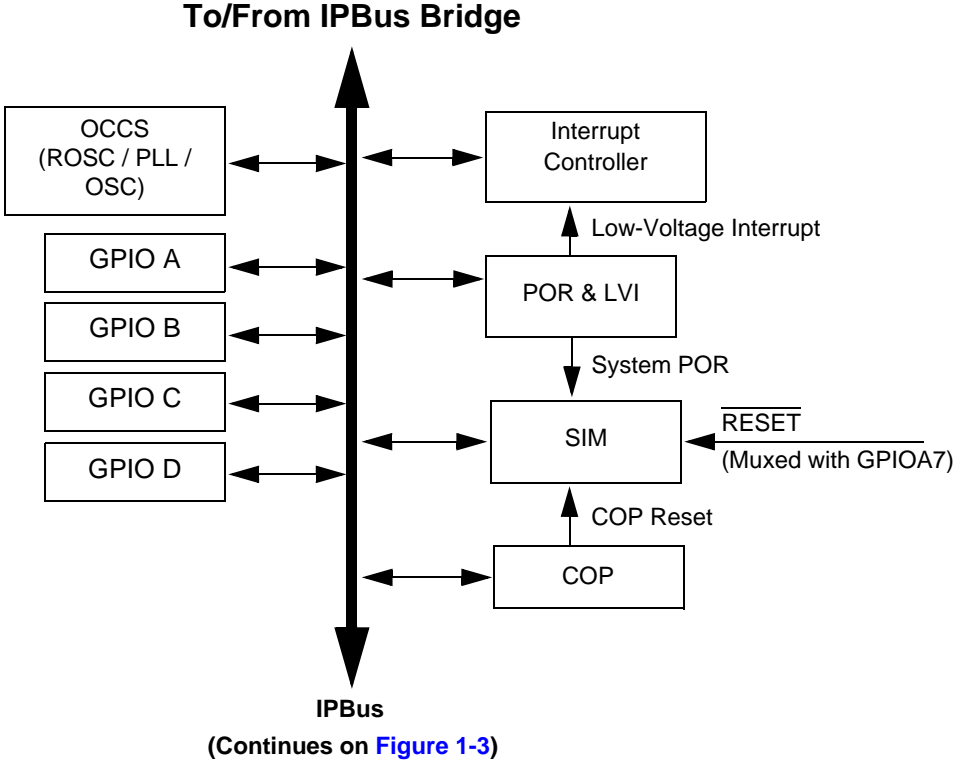 To/From IPBus Bridge
OCCS
(ROSC / PLL /
OSC)
Interrupt
Controller
Low-Voltage Interrupt
GPIO A
POR & LVI
GPIO B
System POR
GPIO C
SIM
RESET
(Muxed with GPIOA7)
GPIO D
COP Reset
COP
IPBus
(Continues on Figure 1-3)